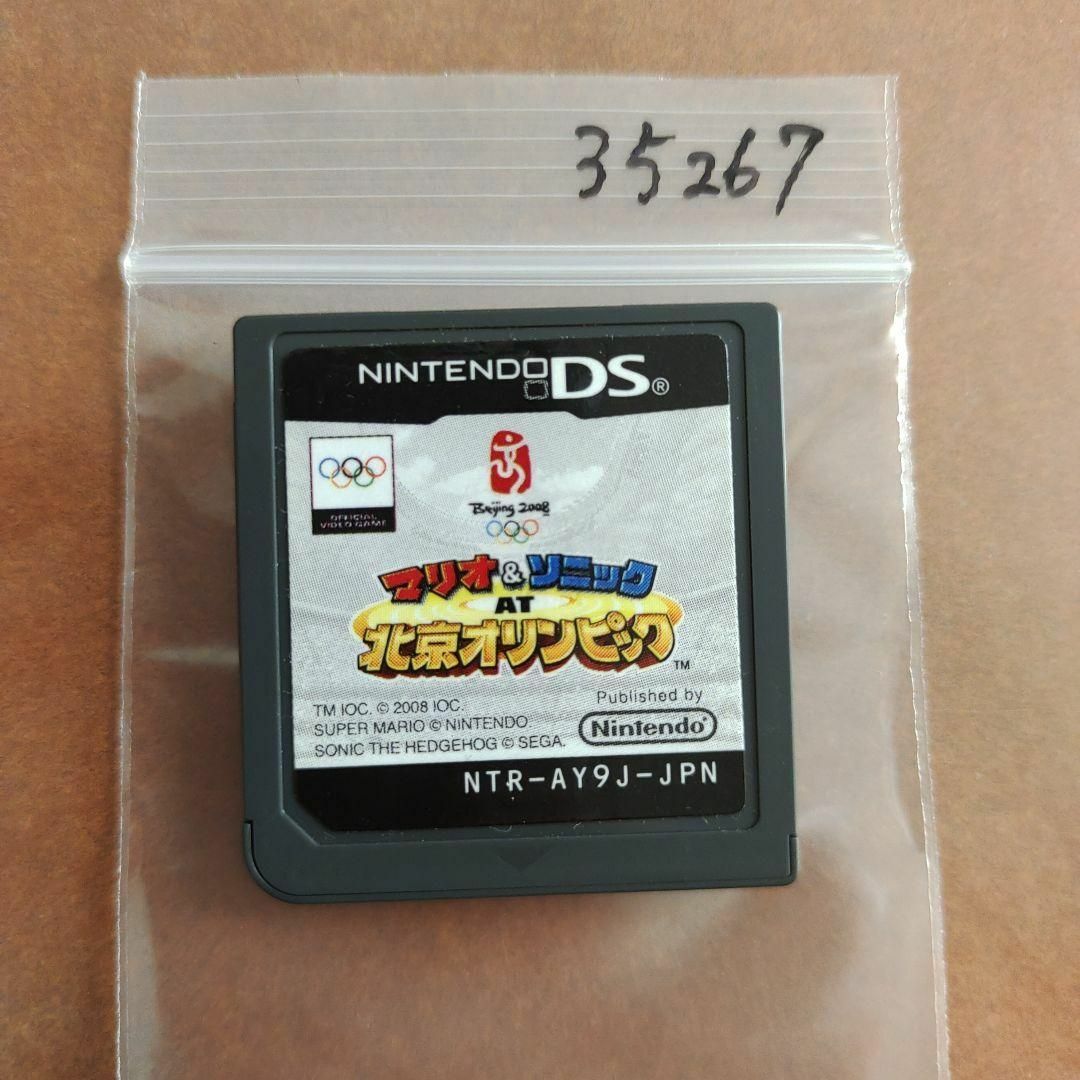 35267
NINTENDO DS®
OFFICIAL
VIDEO GAME
Beijing 2008
マリオ&ソニック
AT
北京オリンピック™
TM IOC. © 2008 IOC.
SUPER MARIO © NINTENDO.
SONIC THE HEDGEHOG © SEGA.
Published by
Nintendo®
NTR-AY9J-JPN